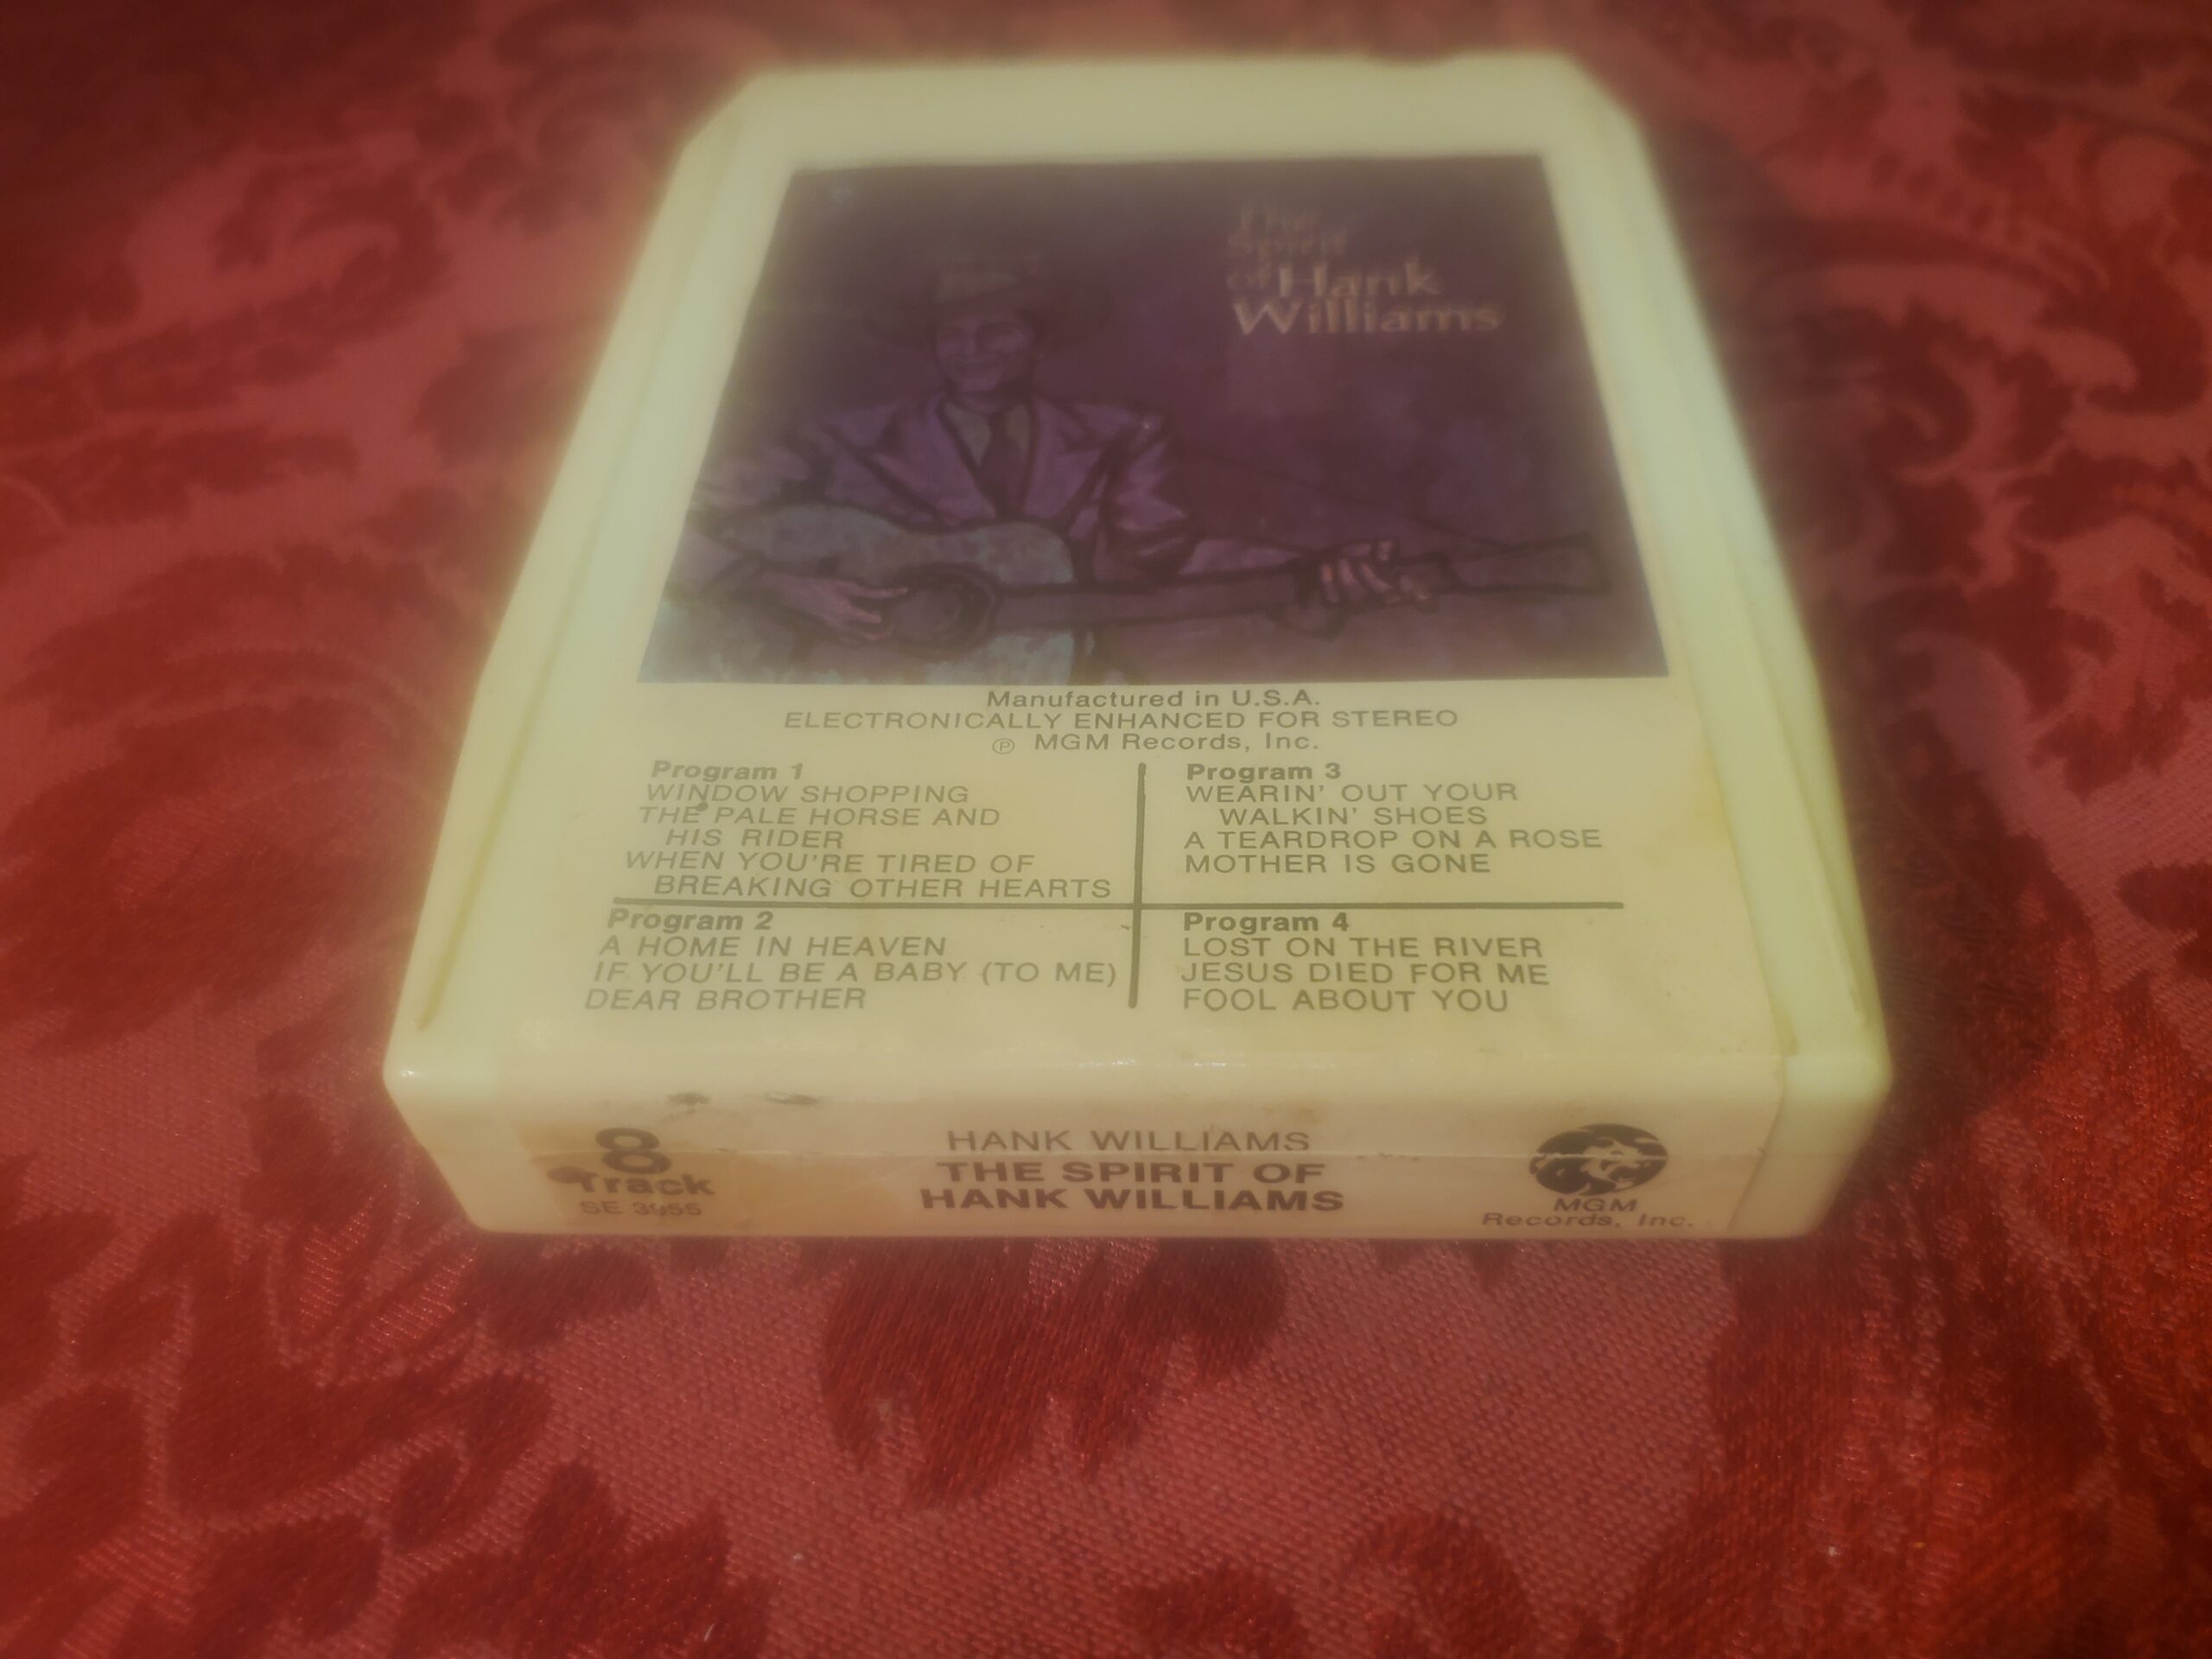 The
Spirit
of Hank
Williams
Manufactured in U.S.A.
ELECTRONICALLY ENHANCED FOR STEREO
Ⓟ MGM Records, Inc.
Program 1
WINDOW SHOPPING
THE PALE HORSE AND
HIS RIDER
WHEN YOU'RE TIRED OF
BREAKING OTHER HEARTS
Program 2
A HOME IN HEAVEN
IF YOU'LL BE A BABY (TO ME)
DEAR BROTHER
Program 3
WEARIN' OUT YOUR
WALKIN' SHOES
A TEARDROP ON A ROSE
MOTHER IS GONE
Program 4
LOST ON THE RIVER
JESUS DIED FOR ME
FOOL ABOUT YOU
8
Track
SE 3955
HANK WILLIAMS
THE SPIRIT OF
HANK WILLIAMS
MGM
Records, Inc.